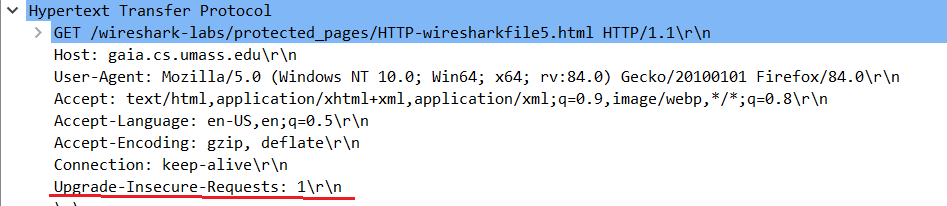 Hypertext Transfer Protocol
GET /wireshark-labs/protected_pages/HTTP-wiresharkfile5.html HTTP/1.1\r\n
Host: gaia.cs.umass.edu\r\n
User-Agent: Mozilla/5.0 (Windows NT 10.0; Win64; x64; rv:84.0) Gecko/20100101 Firefox/84.0\r\n
Accept: text/html,application/xhtml+xml,application/xml;q=0.9,image/webp,*/*;q=0.8\r\n
Accept-Language: en-US,en;q=0.5\r\n
Accept-Encoding: gzip, deflate\r\n
Connection: keep-alive\r\n
Upgrade-Insecure-Requests: 1\r\n